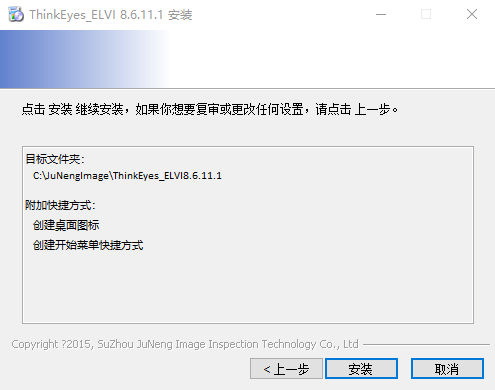 ThinkEyes_ELVI 8.6.11.1 安装
点击 安装 继续安装，如果你想要复审或更改任何设置，请点击 上一步。
目标文件夹：
C:\JuNengImage\ThinkEyes_ELVI8.6.11.1
附加快捷方式：
创建桌面图标
创建开始菜单快捷方式
Copyright ?2015, SuZhou JuNeng Image Inspection Technology Co., Ltd
< 上一步
安装
取消